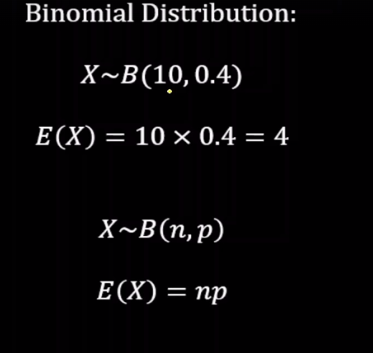 Binomial Distribution:
X~B(10, 0.4)
E(X) = 10 × 0.4 = 4
X~B(n, p)
E(X) = np